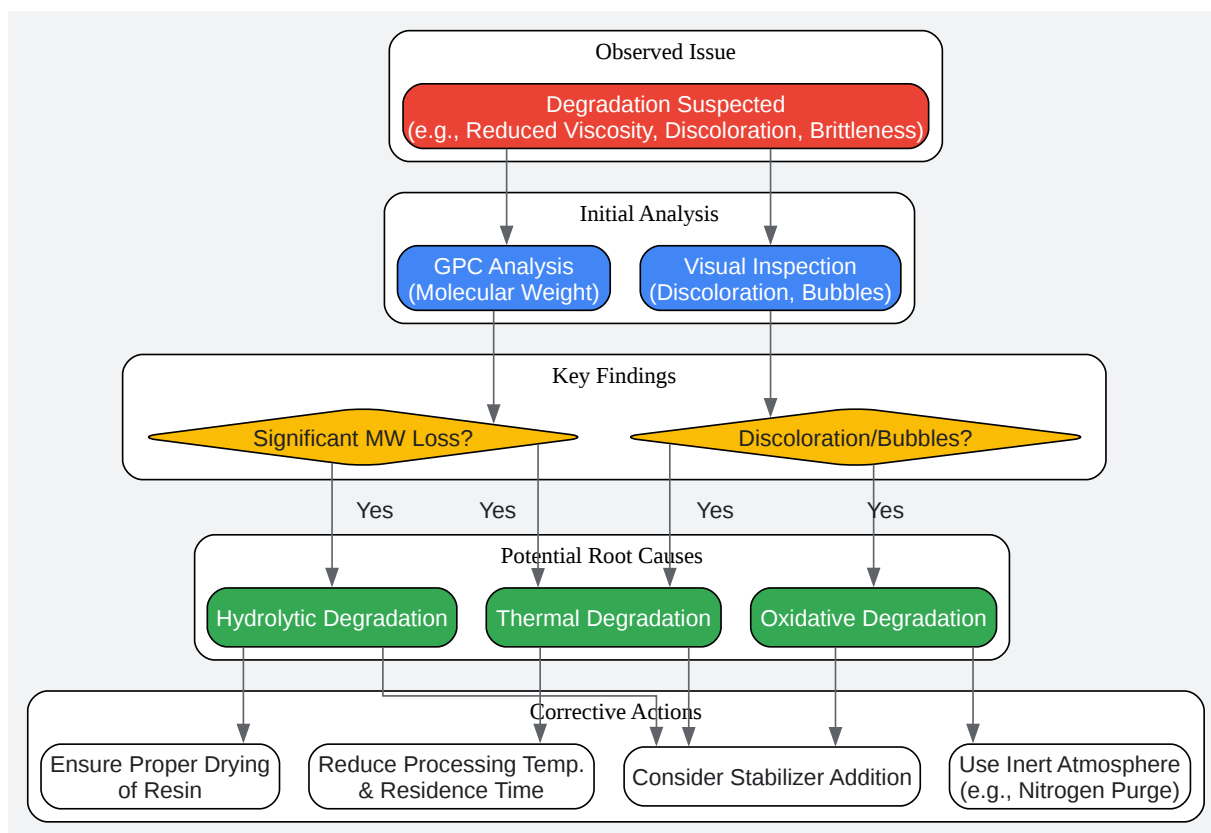 Observed Issue
Degradation Suspected
(e.g., Reduced Viscosity, Discoloration, Brittleness)
Initial Analysis
GPC Analysis
(Molecular Weight)
Visual Inspection
(Discoloration, Bubbles)
Key Findings
Significant MW Loss?
Discoloration/Bubbles?
Yes
Yes
Yes
Yes
Potential Root Causes
Hydrolytic Degradation
Thermal Degradation
Oxidative Degradation
Corrective Actions
Ensure Proper Drying
of Resin
Reduce Processing Temp.
& Residence Time
Consider Stabilizer Addition
Use Inert Atmosphere
(e.g., Nitrogen Purge)